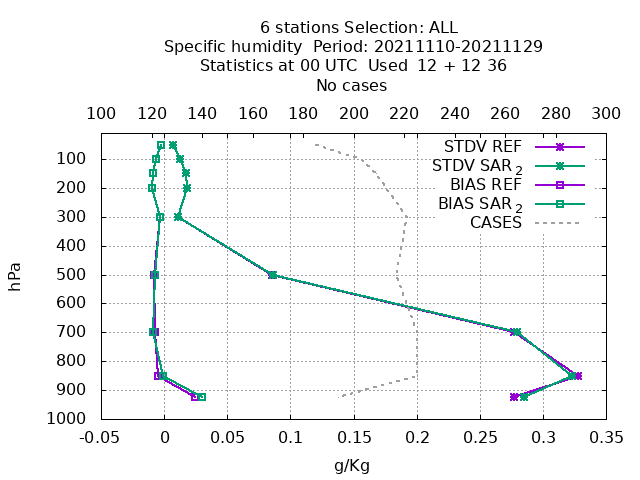 6 stations Selection: ALL
Specific humidity  Period: 20211110-20211129
Statistics at 00 UTC  Used  12 + 12 36
No cases
100 120 140 160 180 200 220 240 260 280 300
STDV REF
STDV SAR2
BIAS REF
BIAS SAR2
CASES
100
200
300
400
500
600
700
800
900
1000
hPa
-0.05 0 0.05 0.1 0.15 0.2 0.25 0.3 0.35
g/Kg